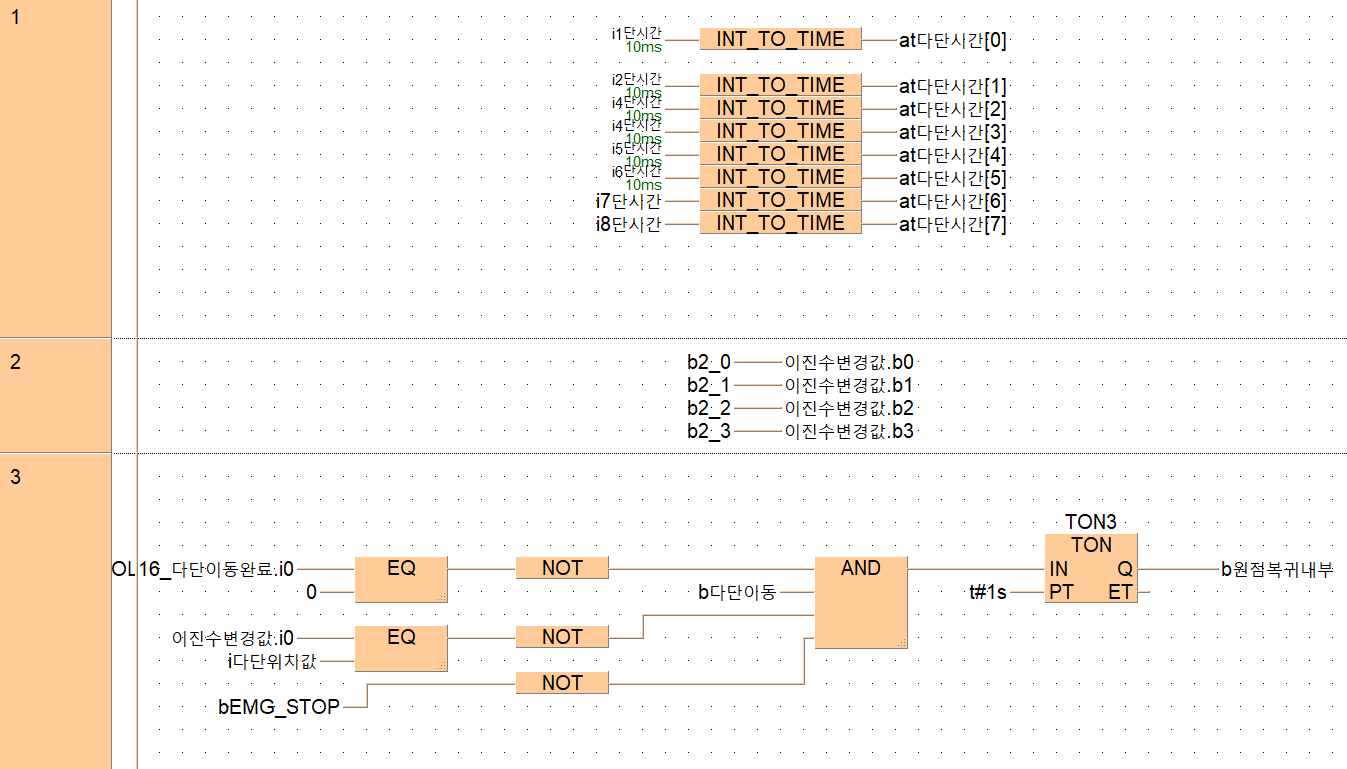 1
i1단시간 INT_TO_TIME at다단시간[0]
10ms
i2단시간 INT_TO_TIME at다단시간[1]
10ms
i4단시간 INT_TO_TIME at다단시간[2]
10ms
i4단시간 INT_TO_TIME at다단시간[3]
10ms
i5단시간 INT_TO_TIME at다단시간[4]
10ms
i6단시간 INT_TO_TIME at다단시간[5]
10ms
i7단시간 INT_TO_TIME at다단시간[6]
i8단시간 INT_TO_TIME at다단시간[7]
2
b2_0 이진수변경값.b0
b2_1 이진수변경값.b1
b2_2 이진수변경값.b2
b2_3 이진수변경값.b3
3
TON3
TON
OL16_다단이동완료.i0 EQ NOT AND IN Q b원점복귀내부
0 b다단이동 t#1s PT ET
이진수변경값.i0 EQ NOT
i다단위치값
NOT
bEMG_STOP